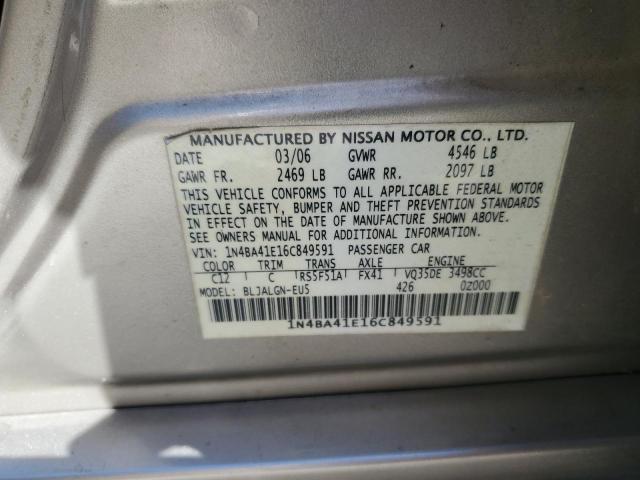 MANUFACTURED BY NISSAN MOTOR CO., LTD.
DATE 03/06 GVWR 4546 LB
GAWR FR. 2469 LB GAWR RR. 2097 LB
THIS VEHICLE CONFORMS TO ALL APPLICABLE FEDERAL MOTOR
VEHICLE SAFETY, BUMPER AND THEFT PREVENTION STANDARDS
IN EFFECT ON THE DATE OF MANUFACTURE SHOWN ABOVE.
SEE OWNERS MANUAL FOR ADDITIONAL INFORMATION.
VIN: 1N4BA41E16C849591 PASSENGER CAR
COLOR TRIM TRANS AXLE ENGINE
C12 C RS5F51A FX41 VQ35DE 3498CC
MODEL: BLJALGN-EU5 426 0Z000
1N4BA41E16C849591